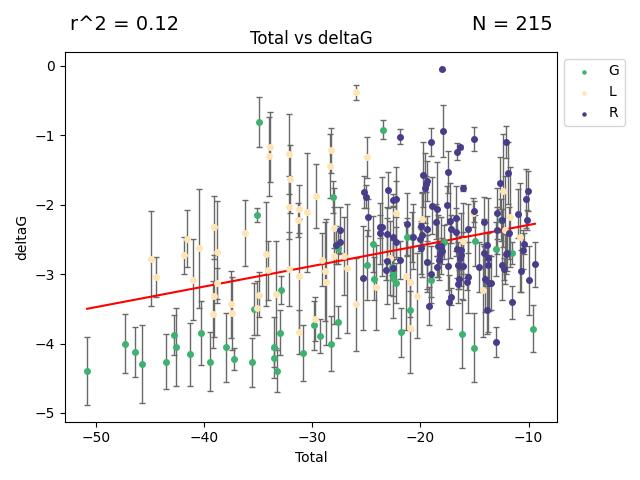 r^2 = 0.12 N = 215
Total vs deltaG
deltaG
0
−1
−2
−3
−4
−5
−50 −40 −30 −20 −10
Total
G
L
R